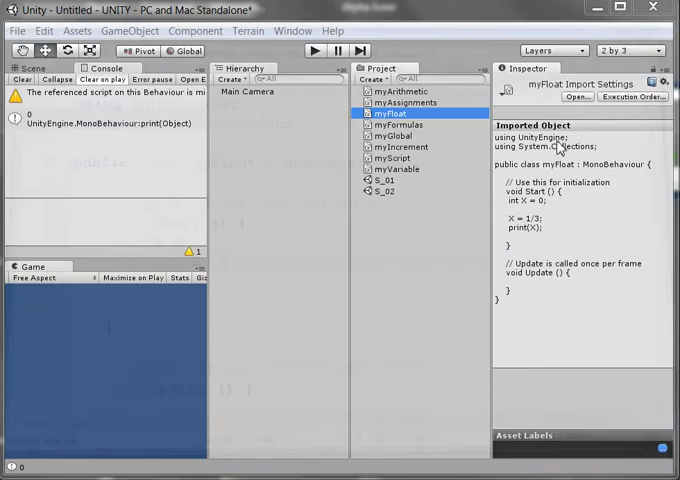 Unity - Untitled - UNITY - PC and Mac Standalone*
File Edit Assets GameObject Component Terrain Window Help
Pivot Global Layers 2 by 3
Scene Console
Clear Collapse Clear on play Error pause
The referenced script on this Behaviour is mi
0
UnityEngine.MonoBehaviour:print(Object)
1
Game
Free Aspect Maximize on Play Stats Giz
Hierarchy
Create All
Main Camera
Project
Create All
myArithmetic
myAssignments
myFloat
myFormulas
myGlobal
myIncrement
myScript
myVariable
S_01
S_02
Inspector
myFloat Import Settings
Open... Execution Order...
Imported Object
using UnityEngine;
using System.Collections;
public class myFloat : MonoBehaviour {
// Use this for initialization
void Start () {
int X = 0;
X = 1/3;
print(X);
}
// Update is called once per frame
void Update () {
}
}
Asset Labels
0